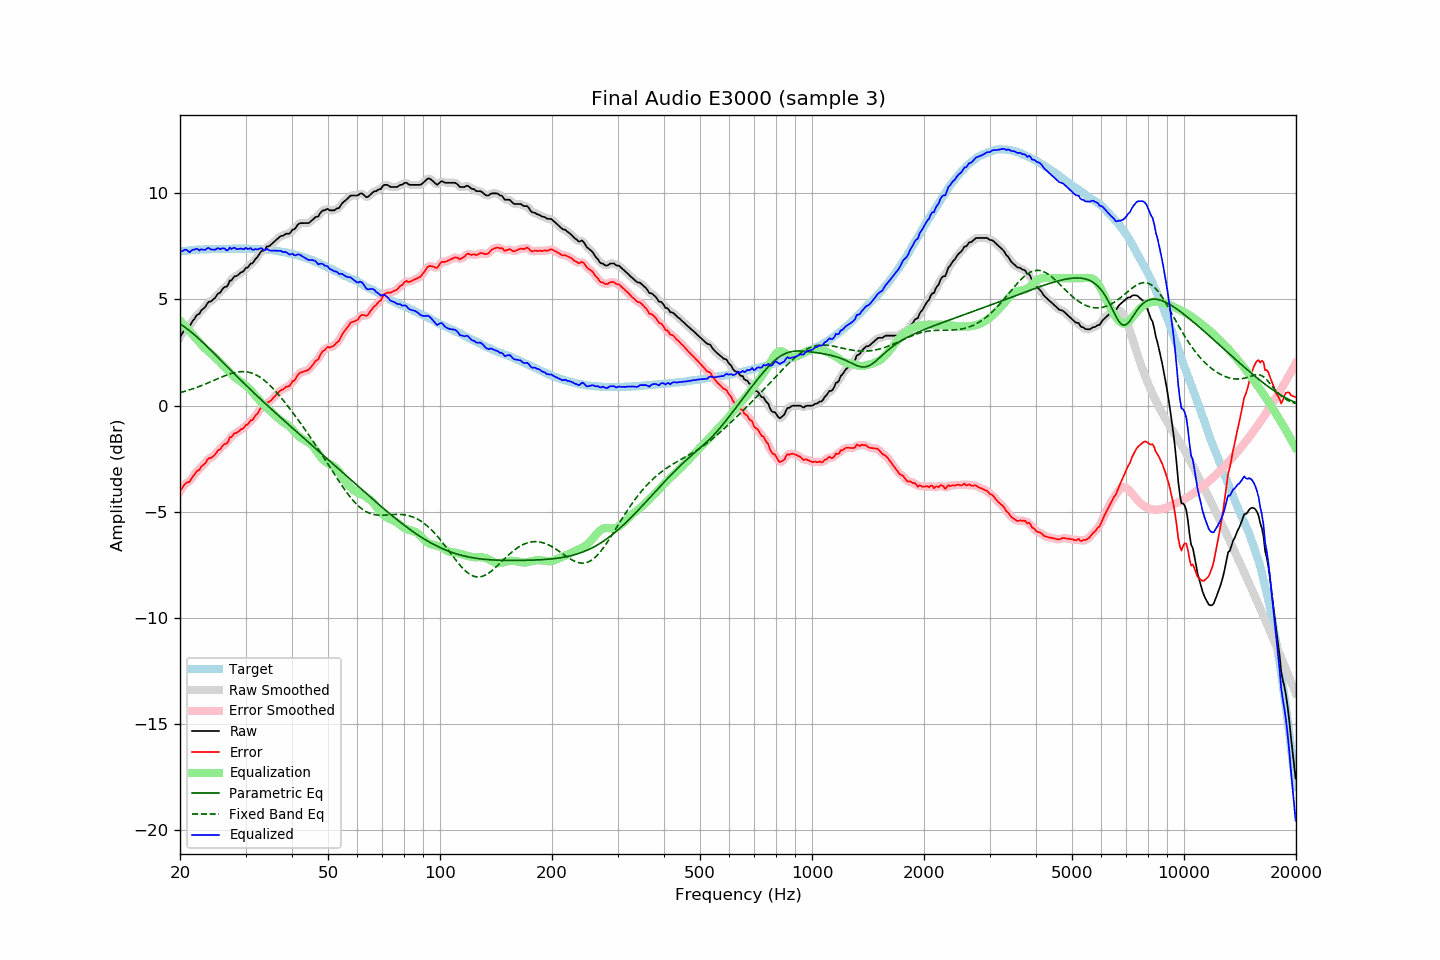 Final Audio E3000 (sample 3)
Amplitude (dBr)
10
5
0
−5
−10
−15
−20
Target
Raw Smoothed
Error Smoothed
Raw
Error
Equalization
Parametric Eq
Fixed Band Eq
Equalized
20 50 100 200 500 1000 2000 5000 10000 20000
Frequency (Hz)